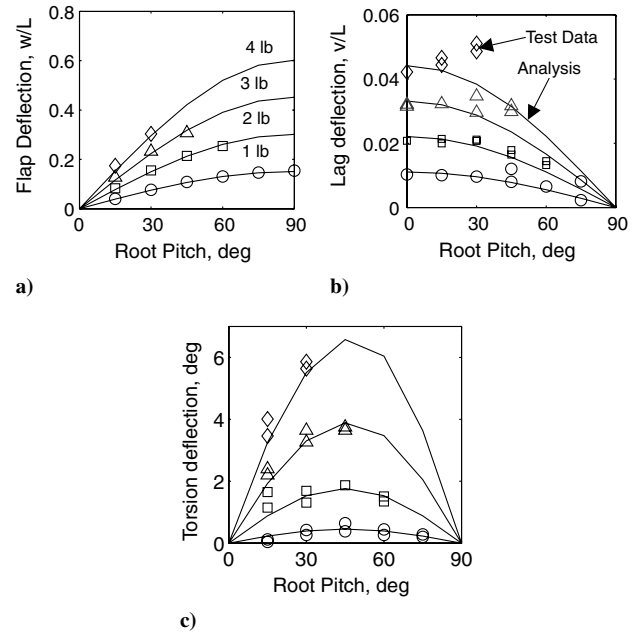 0.8
0.6
0.4
0.2
0
Flap Deflection, w/L
4 lb
3 lb
2 lb
1 lb
0
30
60
90
Root Pitch, deg
a)
0.06
0.04
0.02
0
Lag deflection, v/L
Test Data
Analysis
0
30
60
90
Root Pitch, deg
b)
6
4
2
0
Torsion deflection, deg
0
30
60
90
Root Pitch, deg
c)